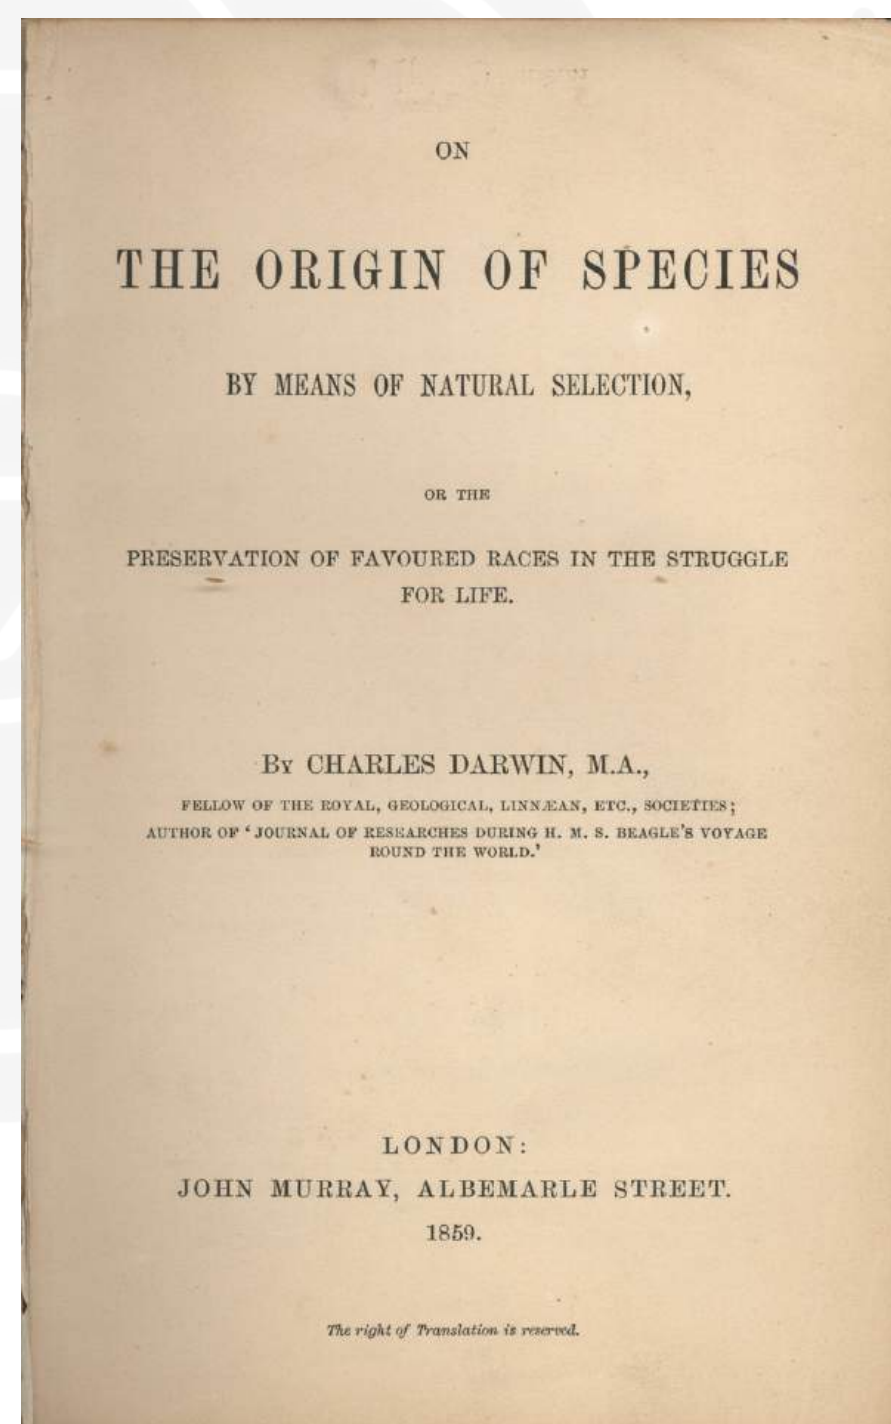 ON
THE ORIGIN OF SPECIES
BY MEANS OF NATURAL SELECTION,
OR THE
PRESERVATION OF FAVOURED RACES IN THE STRUGGLE
FOR LIFE.
By CHARLES DARWIN, M.A.,
FELLOW OF THE ROYAL, GEOLOGICAL, LINNÆAN, ETC., SOCIETIES;
AUTHOR OF ‘JOURNAL OF RESEARCHES DURING H. M. S. BEAGLE’S VOYAGE
ROUND THE WORLD.’
LONDON:
JOHN MURRAY, ALBEMARLE STREET.
1859.
The right of Translation is reserved.